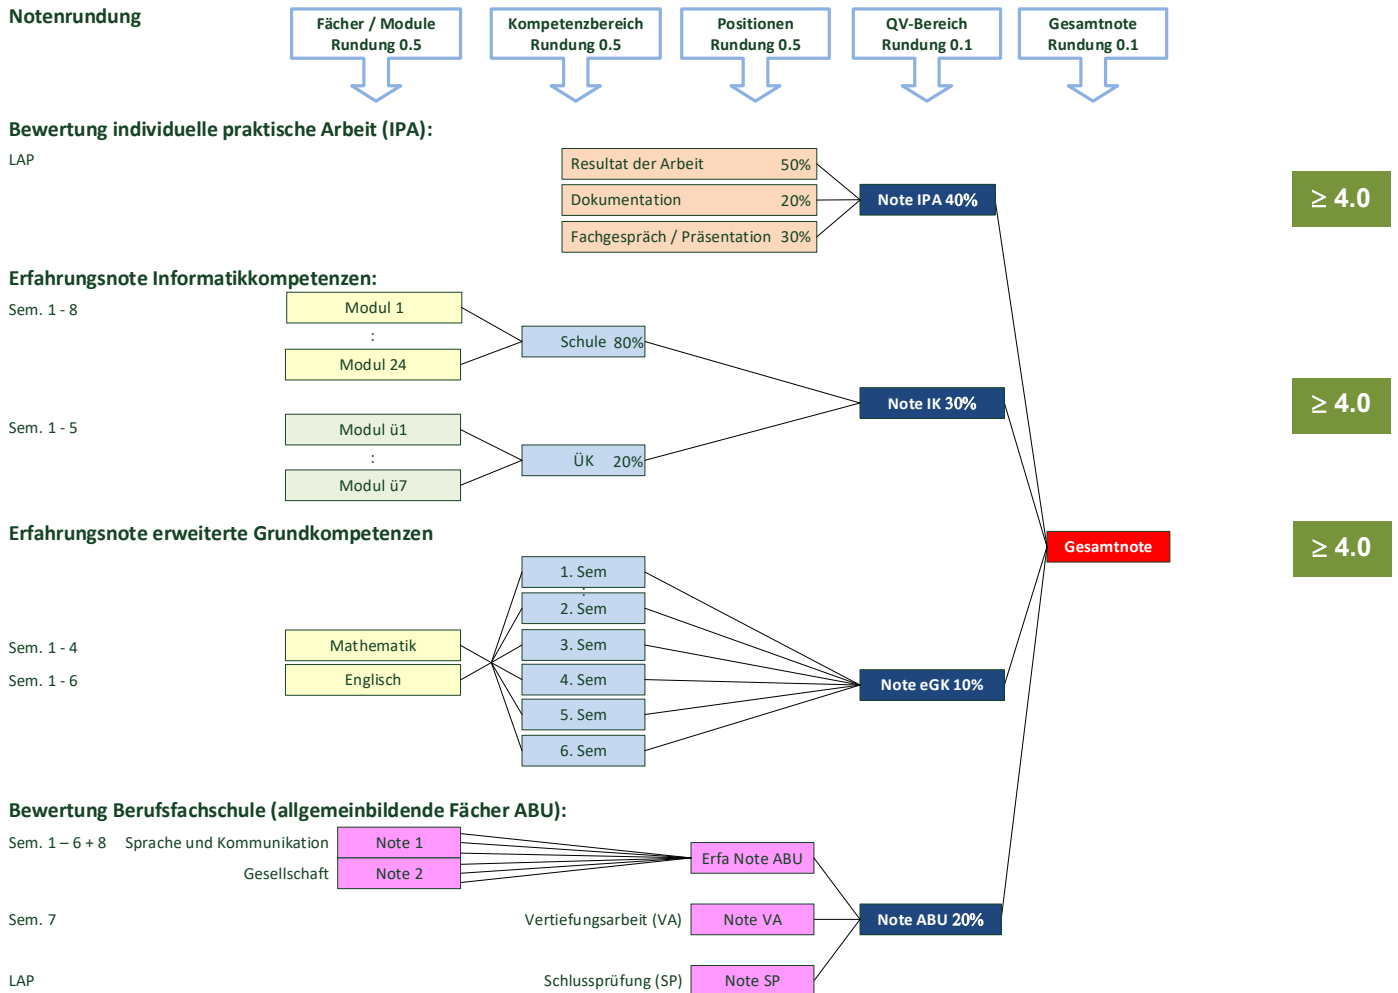 Notenrundung
Fächer / Module
Rundung 0.5
Kompetenzbereich
Rundung 0.5
Positionen
Rundung 0.5
QV-Bereich
Rundung 0.1
Gesamtnote
Rundung 0.1
Bewertung individuelle praktische Arbeit (IPA):
LAP
Resultat der Arbeit 50%
Dokumentation 20%
Fachgespräch / Präsentation 30%
Note IPA 40%
≥ 4.0
Erfahrungsnote Informatikkompetenzen:
Sem. 1 - 8
Modul 1
:
Modul 24
Schule 80%
Note IK 30%
≥ 4.0
Sem. 1 - 5
Modul ü1
:
Modul ü7
ÜK 20%
Erfahrungsnote erweiterte Grundkompetenzen
Gesamtnote
≥ 4.0
1. Sem
:
2. Sem
3. Sem
4. Sem
5. Sem
6. Sem
Sem. 1 - 4
Mathematik
Sem. 1 - 6
Englisch
Note eGK 10%
Bewertung Berufsfachschule (allgemeinbildende Fächer ABU):
Sem. 1 – 6 + 8 Sprache und Kommunikation
Note 1
Gesellschaft
Note 2
Erfa Note ABU
Sem. 7
Vertiefungsarbeit (VA)
Note VA
Note ABU 20%
LAP
Schlussprüfung (SP)
Note SP